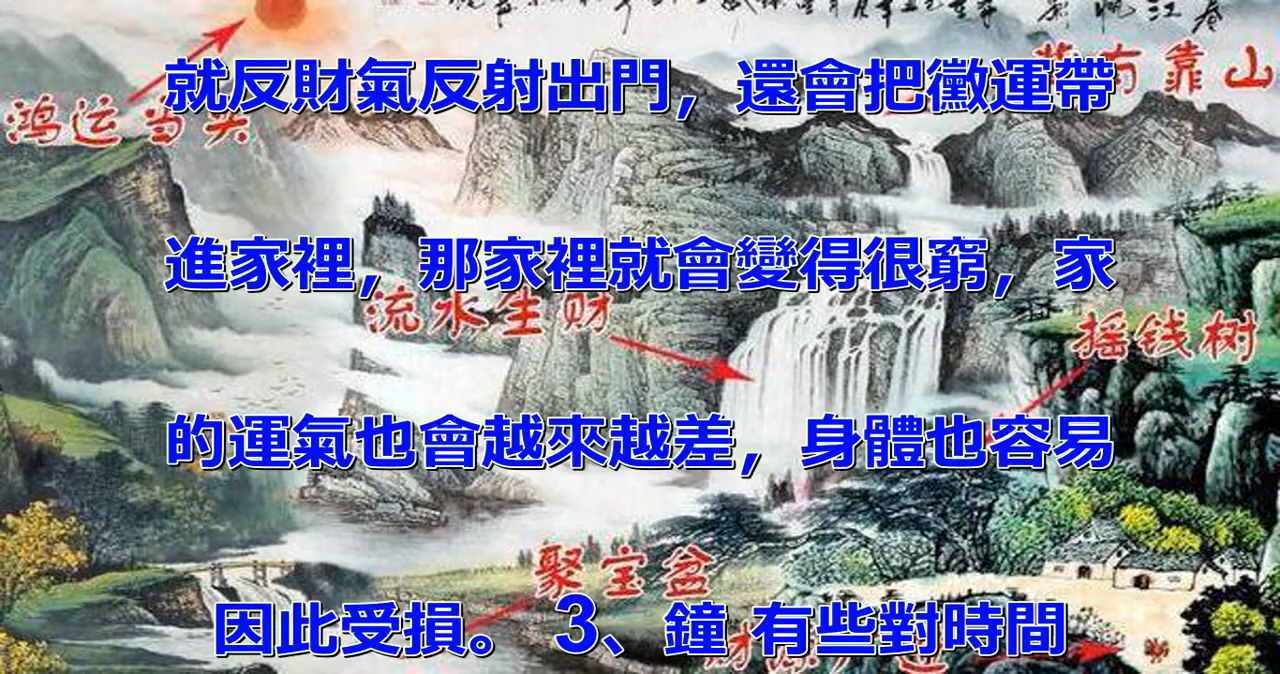 就反財氣反射出門，還會把黴運帶
鸿运当头
靠山
進家裡，那家裡就會變得很窮，家
流水生财
摇钱树
的運氣也會越來越差，身體也容易
聚宝盆
因此受損。 3、鐘 有些對時間